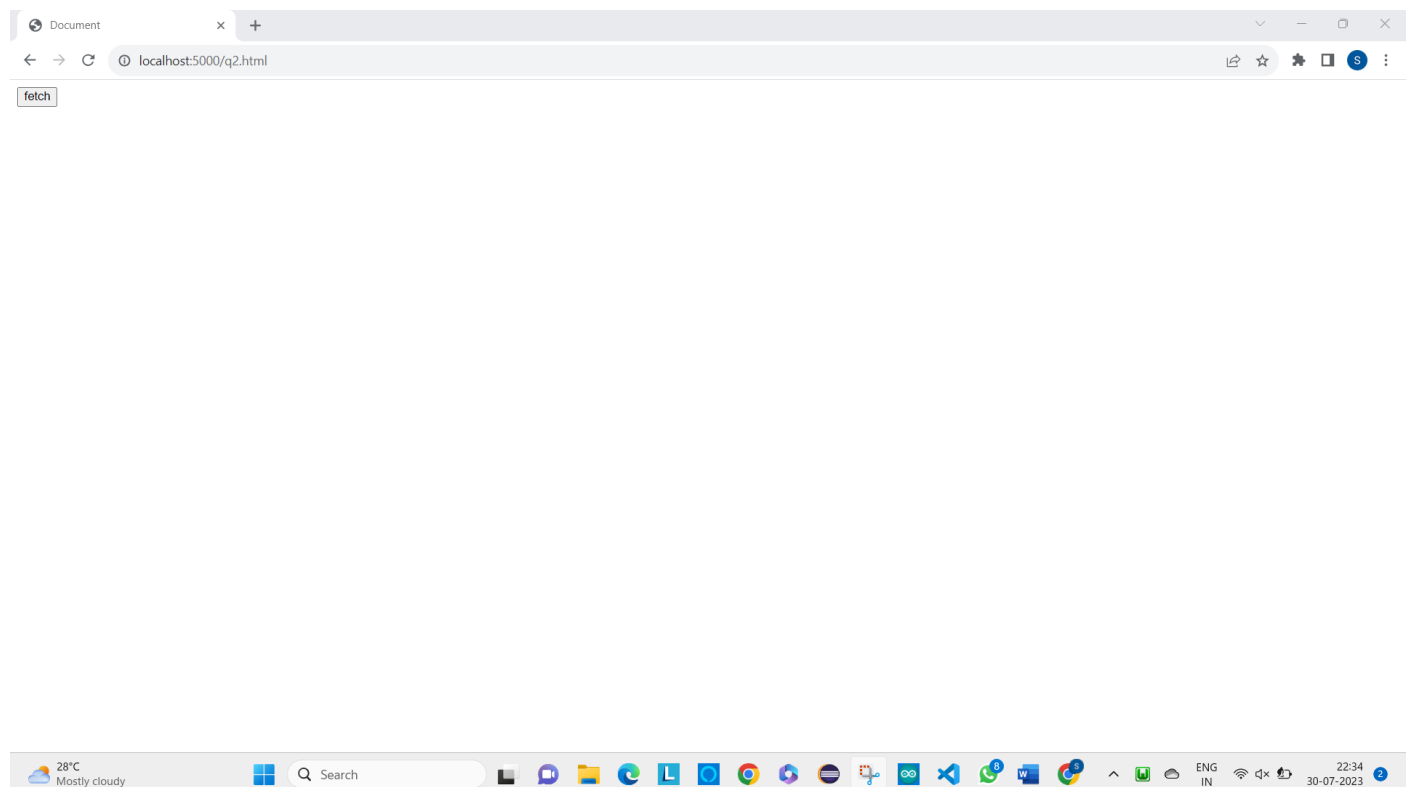 Document
localhost:5000/q2.html
S
fetch
28°C
Mostly cloudy
Search
L
8
W
S
ENG
IN
22:34
30-07-2023
2